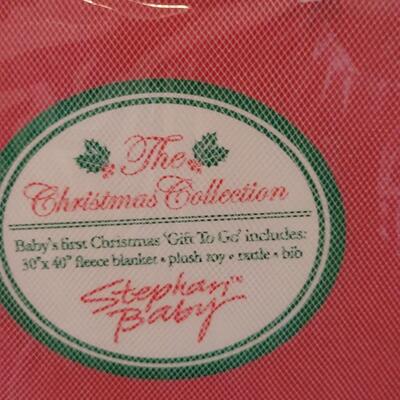 The
Christmas Collection
Baby's first Christmas 'Gift To Go' includes:
30"x 40" fleece blanket • plush toy • rattle • bib
Stephan™
Baby